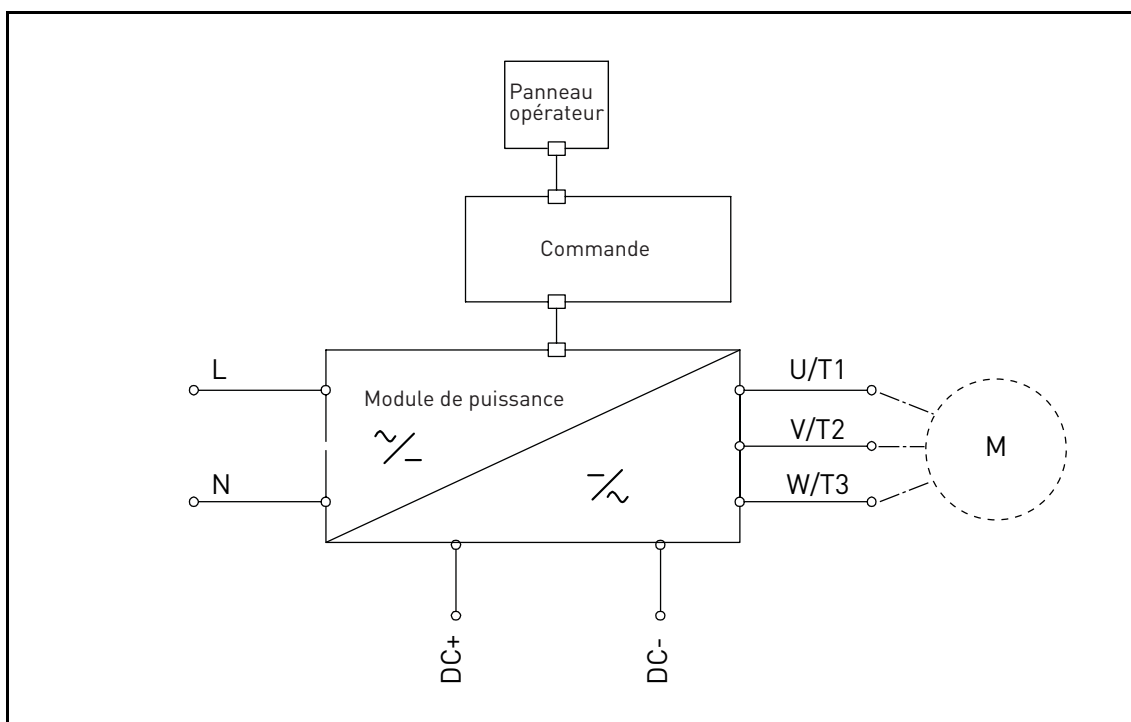 Panneau
opérateur
Commande
L
Module de puissance
N
U/T1
V/T2
W/T3
M
DC+
DC-